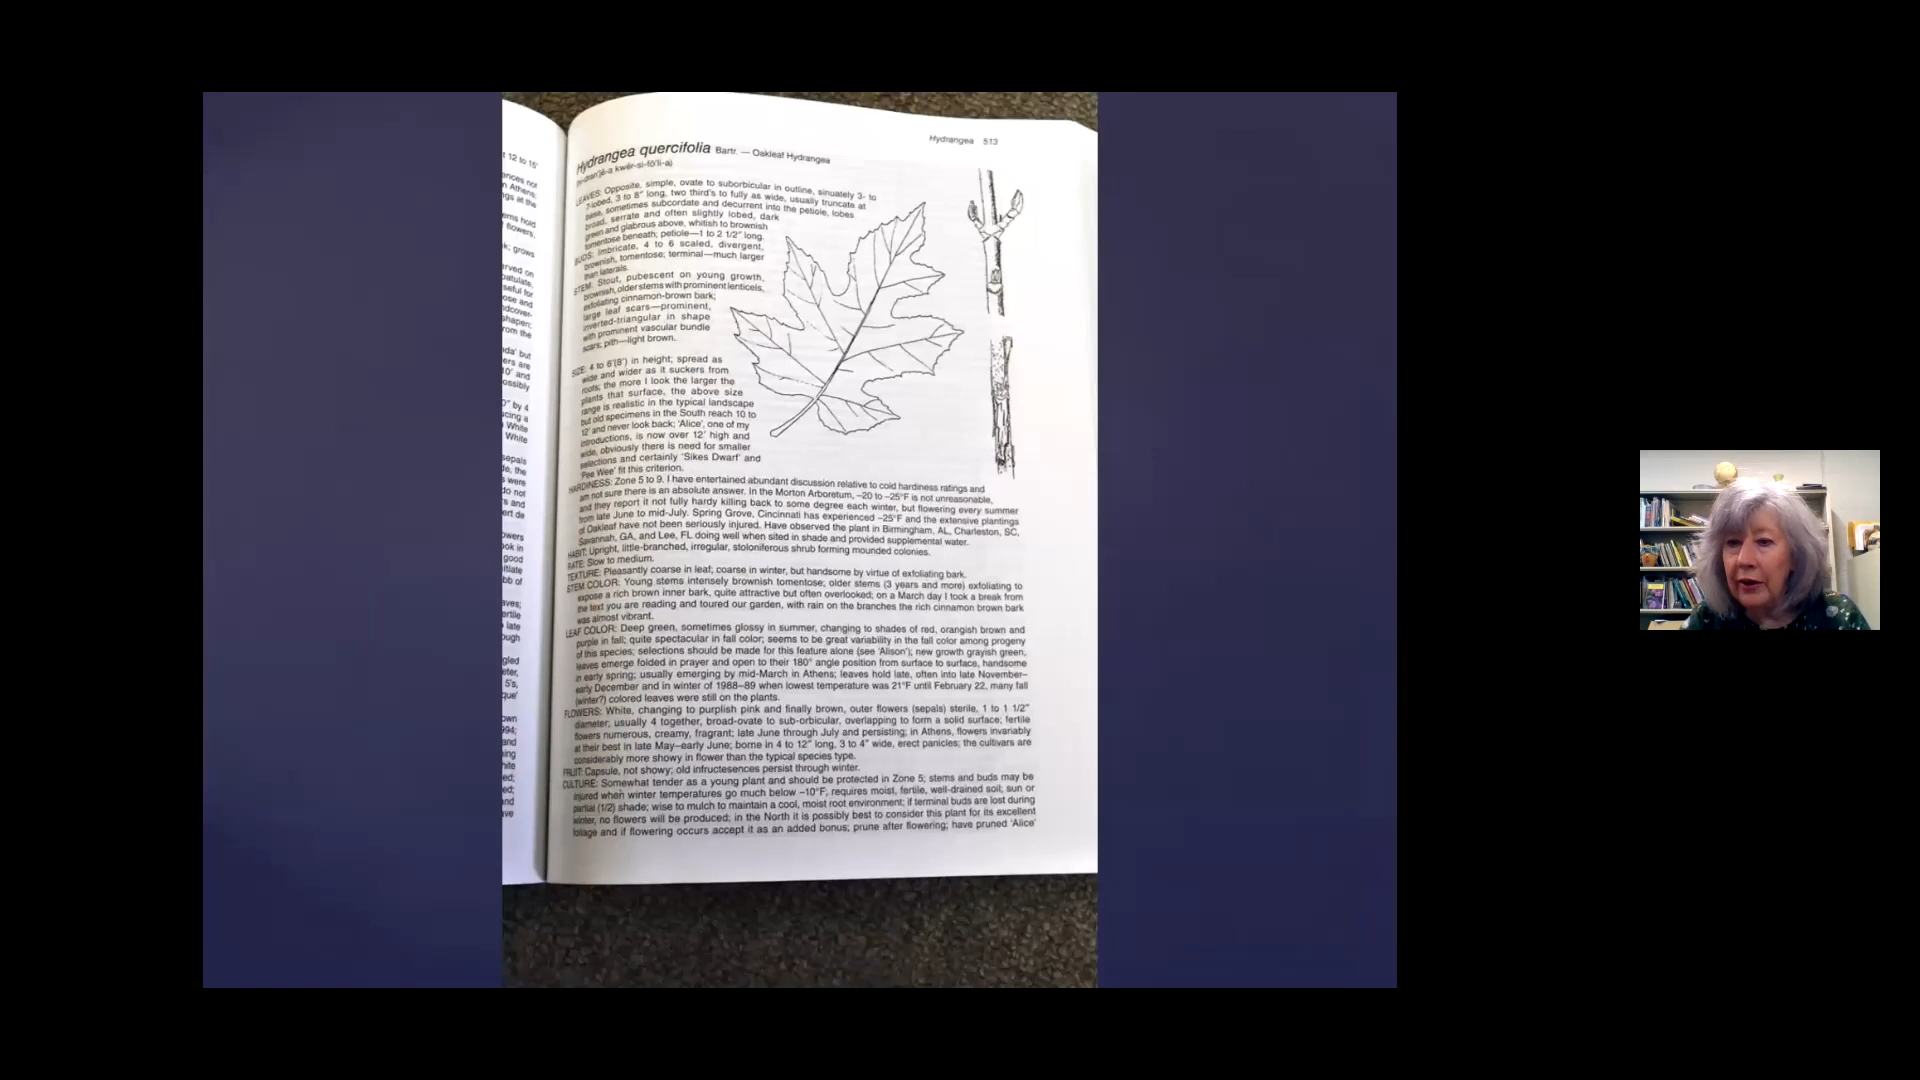 Hydrangea 513
Hydrangea quercifolia Bartr. — Oakleaf Hydrangea
(hī-dran'jē-a kwêr-si-fō'li-a)
LEAVES: Opposite, simple, ovate to suborbicular in outline, sinuately 3- to
7-lobed, 3 to 8" long, two third's to fully as wide, usually truncate at
base, sometimes subcordate and decurrent into the petiole, lobes
broad, serrate and often slightly lobed, dark
green and glabrous above, whitish to brownish
tomentose beneath; petiole—1 to 2 1/2" long.
BUDS: Imbricate, 4 to 6 scaled, divergent,
brownish, tomentose; terminal—much larger
than laterals.
STEM: Stout, pubescent on young growth,
brownish, older stems with prominent lenticels,
exfoliating cinnamon-brown bark;
large leaf scars—prominent,
inverted-triangular in shape
with prominent vascular bundle
scars; pith—light brown.
SIZE: 4 to 6'(8') in height; spread as
wide and wider as it suckers from
roots; the more I look the larger the
plants that surface, the above size
range is realistic in the typical landscape
but old specimens in the South reach 10 to
12' and never look back; 'Alice', one of my
introductions, is now over 12' high and
wide, obviously there is need for smaller
selections and certainly 'Sikes Dwarf' and
'Pee Wee' fit this criterion.
HARDINESS: Zone 5 to 9. I have entertained abundant discussion relative to cold hardiness ratings and
am not sure there is an absolute answer. In the Morton Arboretum, –20 to –25°F is not unreasonable,
and they report it not fully hardy killing back to some degree each winter, but flowering every summer
from late June to mid-July. Spring Grove, Cincinnati has experienced –25°F and the extensive plantings
of Oakleaf have not been seriously injured. Have observed the plant in Birmingham, AL, Charleston, SC,
Savannah, GA, and Lee, FL doing well when sited in shade and provided supplemental water.
HABIT: Upright, little-branched, irregular, stoloniferous shrub forming mounded colonies.
RATE: Slow to medium.
TEXTURE: Pleasantly coarse in leaf; coarse in winter, but handsome by virtue of exfoliating bark.
STEM COLOR: Young stems intensely brownish tomentose; older stems (3 years and more) exfoliating to
expose a rich brown inner bark, quite attractive but often overlooked; on a March day I took a break from
the text you are reading and toured our garden, with rain on the branches the rich cinnamon brown bark
was almost vibrant.
LEAF COLOR: Deep green, sometimes glossy in summer, changing to shades of red, orangish brown and
purple in fall; quite spectacular in fall color; seems to be great variability in the fall color among progeny
of this species; selections should be made for this feature alone (see 'Alison'); new growth grayish green,
leaves emerge folded in prayer and open to their 180° angle position from surface to surface, handsome
in early spring; usually emerging by mid-March in Athens; leaves hold late, often into late November–
early December and in winter of 1988–89 when lowest temperature was 21°F until February 22, many fall
(winter?) colored leaves were still on the plants.
FLOWERS: White, changing to purplish pink and finally brown, outer flowers (sepals) sterile, 1 to 1 1/2"
diameter, usually 4 together, broad-ovate to sub-orbicular, overlapping to form a solid surface; fertile
flowers numerous, creamy, fragrant; late June through July and persisting; in Athens, flowers invariably
at their best in late May–early June; borne in 4 to 12" long, 3 to 4" wide, erect panicles; the cultivars are
considerably more showy in flower than the typical species type.
FRUIT: Capsule, not showy; old infructesences persist through winter.
CULTURE: Somewhat tender as a young plant and should be protected in Zone 5; stems and buds may be
injured when winter temperatures go much below –10°F, requires moist, fertile, well-drained soil; sun or
partial (1/2) shade; wise to mulch to maintain a cool, moist root environment; if terminal buds are lost during
winter, no flowers will be produced; in the North it is possibly best to consider this plant for its excellent
foliage and if flowering occurs accept it as an added bonus; prune after flowering; have pruned 'Alice'